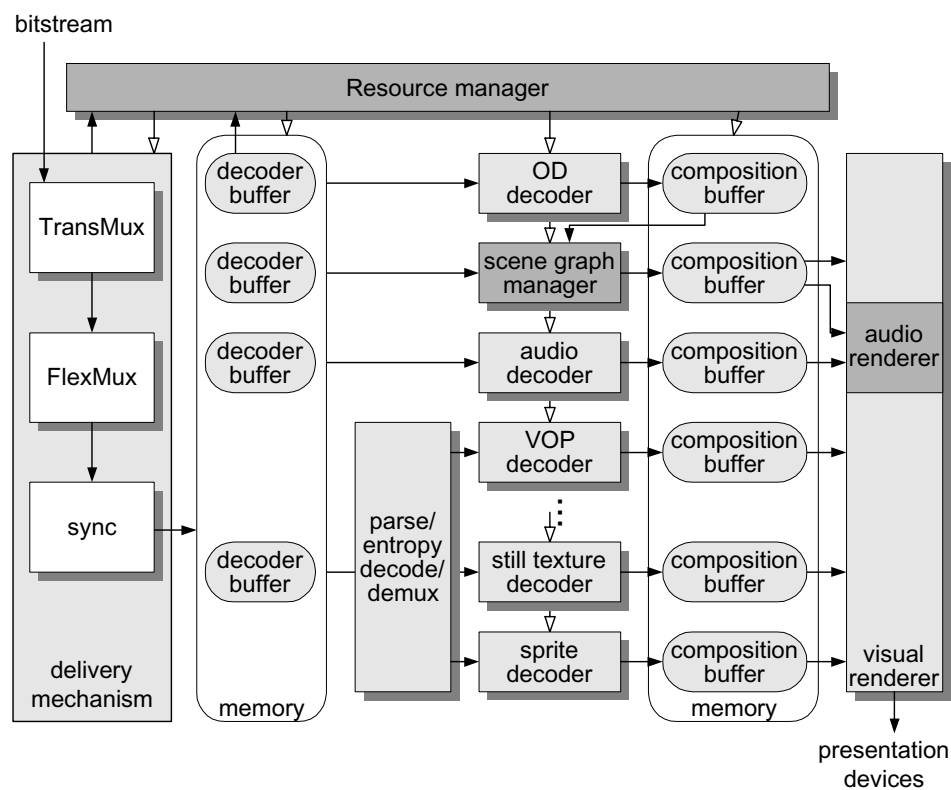 bitstream
Resource manager
TransMux
FlexMux
sync
delivery
mechanism
decoder
buffer
decoder
buffer
decoder
buffer
decoder
buffer
memory
parse/
entropy
decode/
demux
OD
decoder
scene graph
manager
audio
decoder
VOP
decoder
⋮
still texture
decoder
sprite
decoder
composition
buffer
composition
buffer
composition
buffer
composition
buffer
composition
buffer
composition
buffer
memory
audio
renderer
visual
renderer
presentation
devices